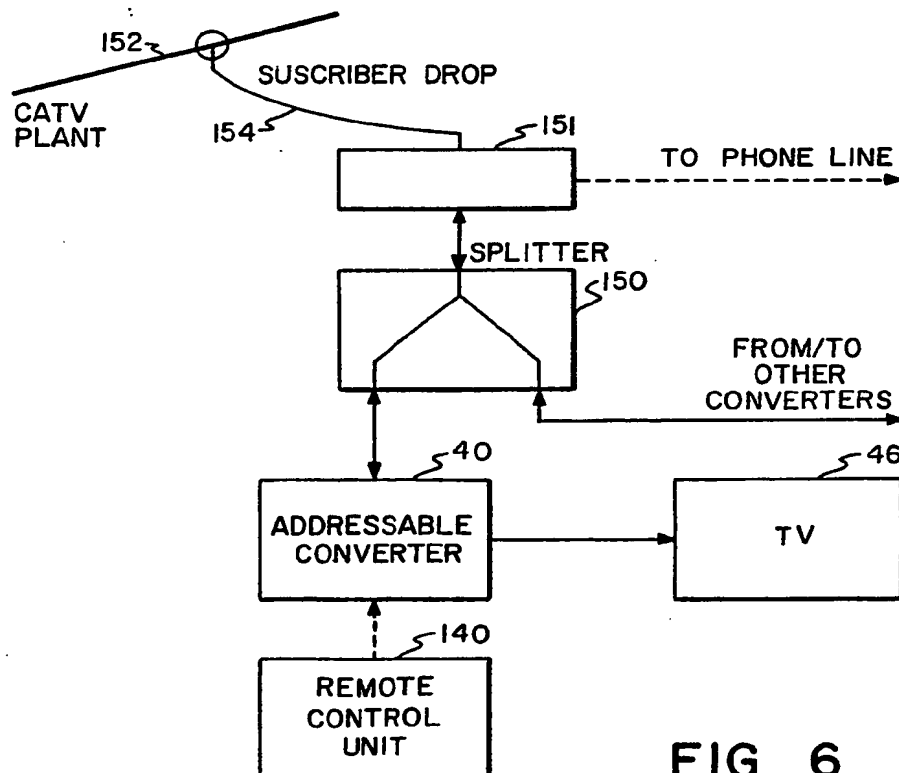 152
SUSCRIBER DROP
CATV
PLANT
154
151
TO PHONE LINE
SPLITTER
150
FROM/TO
OTHER
CONVERTERS
40
46
ADDRESSABLE
CONVERTER
TV
140
REMOTE
CONTROL
UNIT
FIG 6